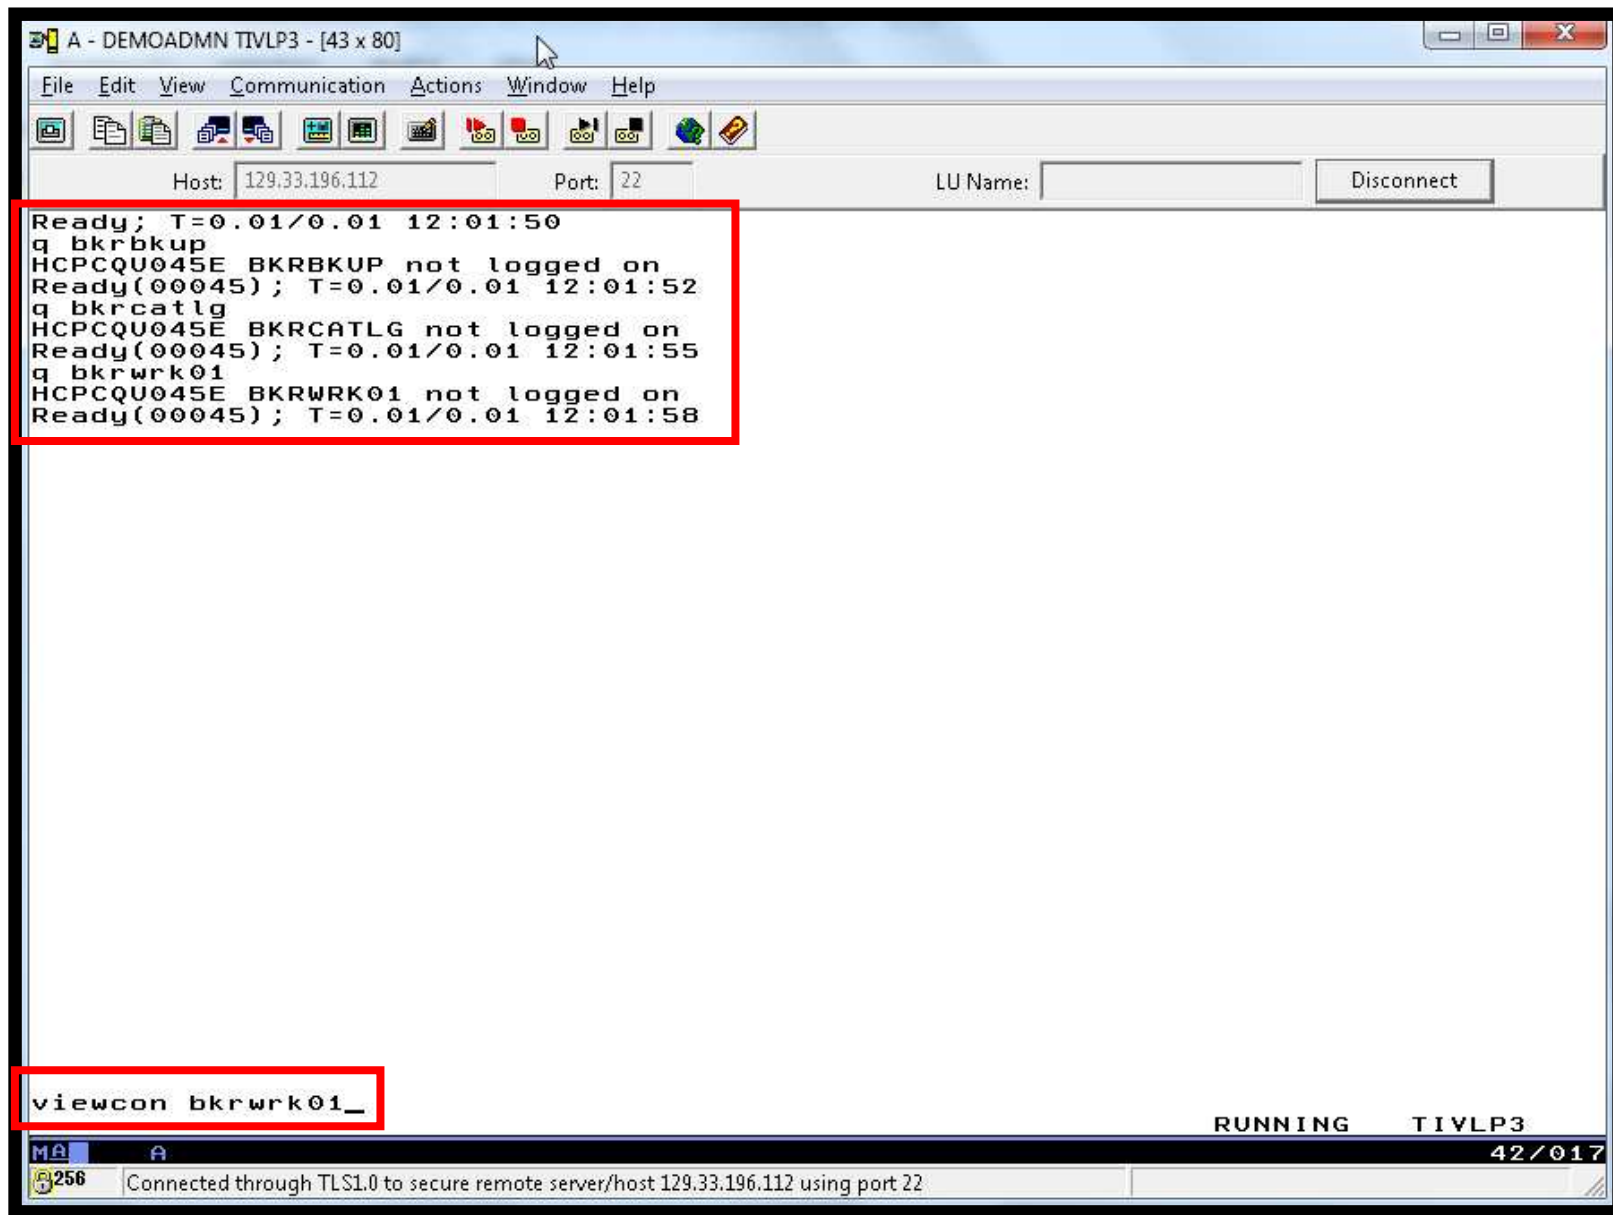 A - DEMOADMN TIVLP3 - [43 x 80]
File Edit View Communication Actions Window Help
Host: 129.33.196.112 Port: 22 LU Name: Disconnect
Ready; T=0.01/0.01 12:01:50
q bkrbkup
HCPCQU045E BKRBKUP not logged on
Ready(00045); T=0.01/0.01 12:01:52
q bkrcatlg
HCPCQU045E BKRCATLG not logged on
Ready(00045); T=0.01/0.01 12:01:55
q bkrwrk01
HCPCQU045E BKRWRK01 not logged on
Ready(00045); T=0.01/0.01 12:01:58
viewcon bkrwrk01_
RUNNING TIVLP3
MA A 42/017
256 Connected through TLS1.0 to secure remote server/host 129.33.196.112 using port 22